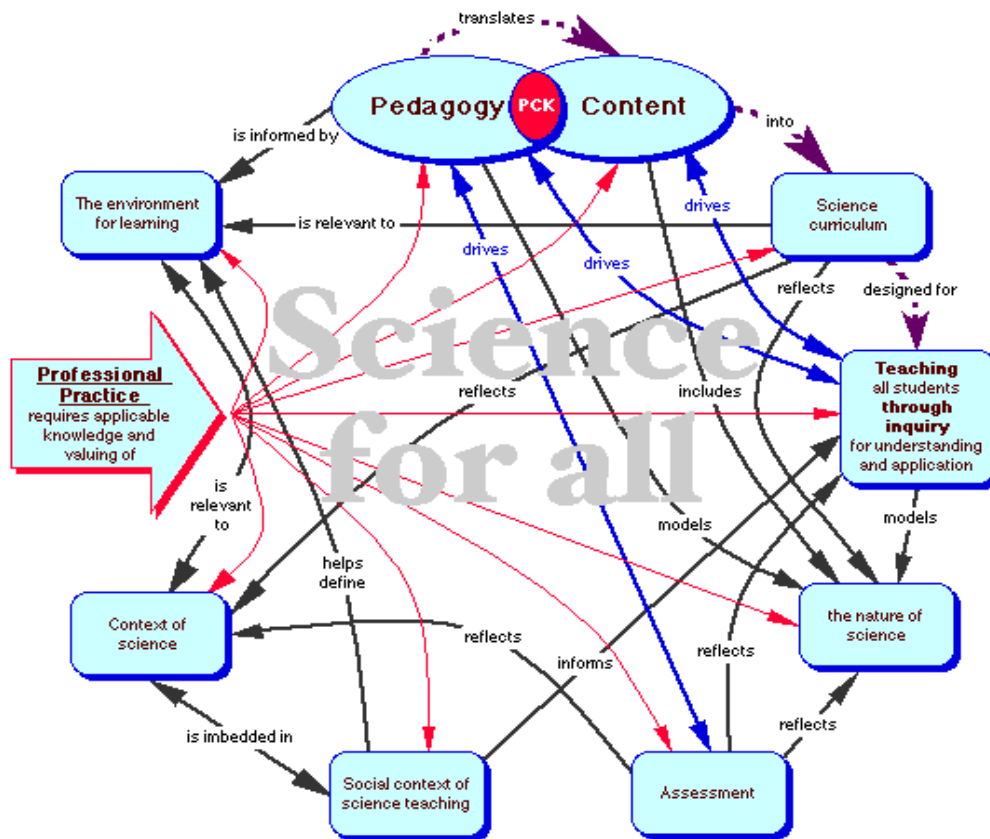 translates
Pedagogy
PCK
Content
into
is informed by
The environment
for learning
is relevant to
Science
curriculum
drives
drives
drives
reflects
designed for
Science
for all
Professional
Practice
requires applicable
knowledge and
valuing of
reflects
includes
Teaching
all students
through
inquiry
for understanding
and application
is
relevant
to
models
models
helps
define
Context of
science
the nature of
science
reflects
informs
reflects
reflects
is imbedded in
Social context of
science teaching
Assessment